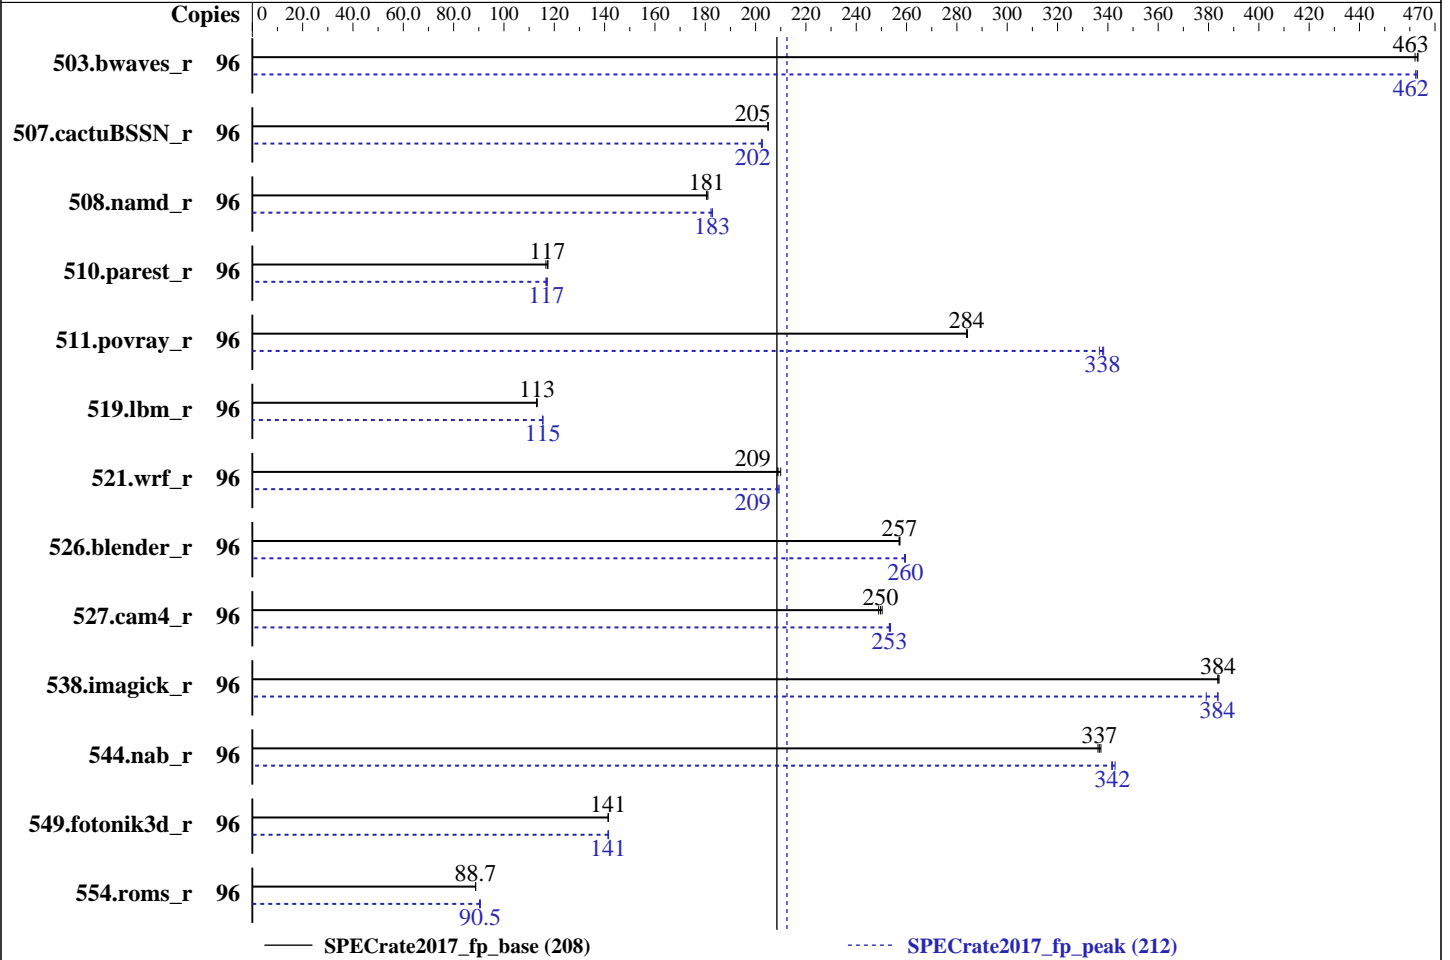 Copies 0 20.0 40.0 60.0 80.0 100 120 140 160 180 200 220 240 260 280 300 320 340 360 380 400 420 440 470
503.bwaves_r 96 463
462
507.cactuBSSN_r 96 205
202
508.namd_r 96 181
183
510.parest_r 96 117
117
511.povray_r 96 284
338
519.lbm_r 96 113
115
521.wrf_r 96 209
209
526.blender_r 96 257
260
527.cam4_r 96 250
253
538.imagick_r 96 384
384
544.nab_r 96 337
342
549.fotonik3d_r 96 141
141
554.roms_r 96 88.7
90.5
SPECrate2017_fp_base (208) SPECrate2017_fp_peak (212)